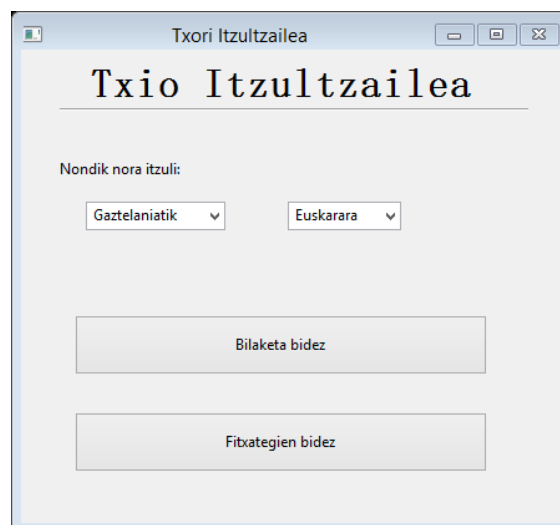 Txori Itzultzailea
Txio Itzultzailea
Nondik nora itzuli:
Gaztelaniatik Euskarara
Bilaketa bidez
Fitxategien bidez